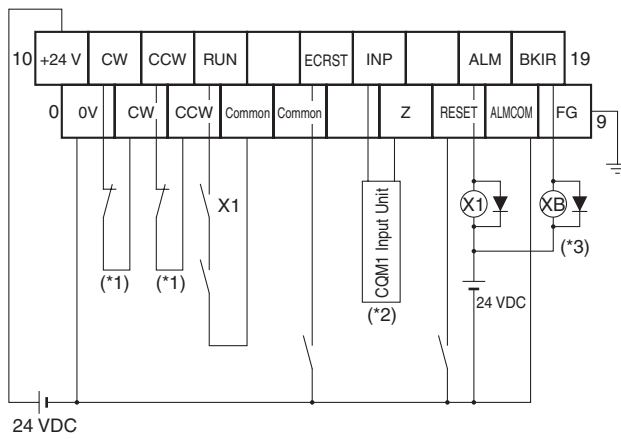 10 +24 V CW CCW RUN ECRST INP ALM BKIR 19
0 0V CW CCW Common Common Z RESET ALMCOM FG 9
X1
X1
XB
CQM1 Input Unit
(*1)
(*1)
(*2)
(*3)
24 VDC
24 VDC